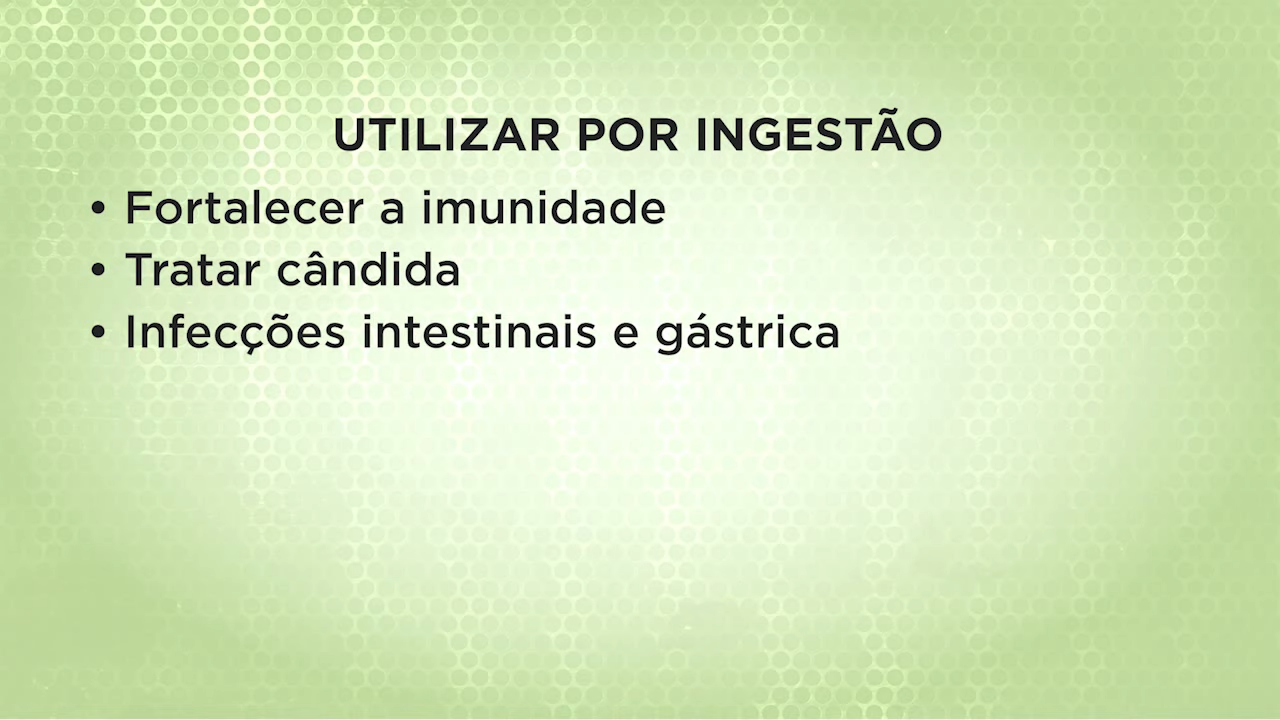 UTILIZAR POR INGESTÃO
• Fortalecer a imunidade
• Tratar cândida
• Infecções intestinais e gástrica